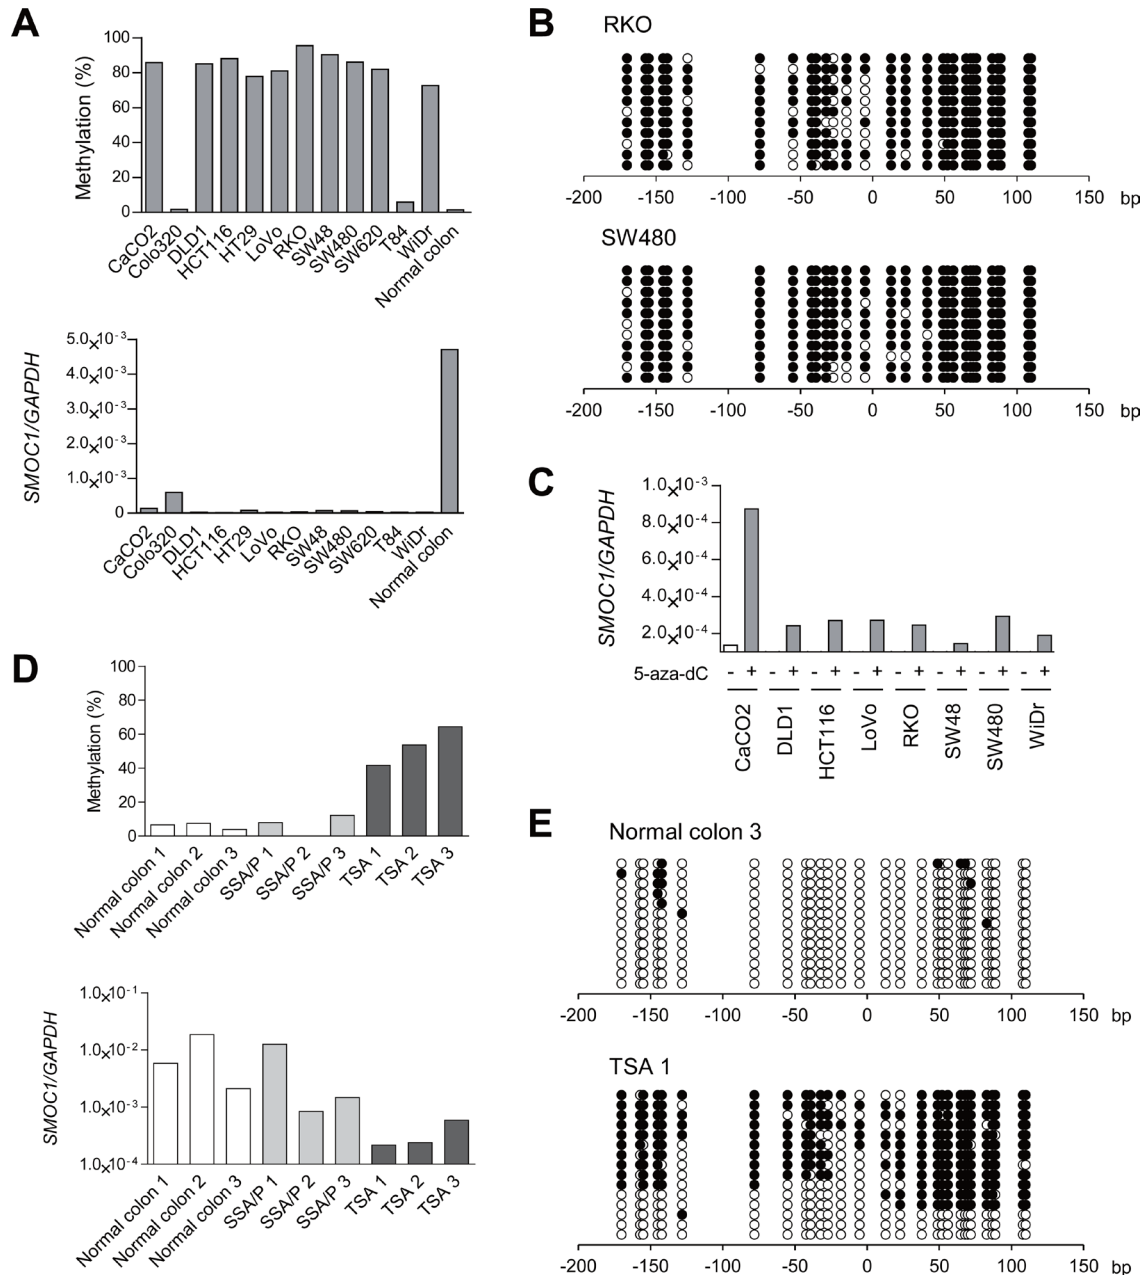 A
Methylation (%)
100
80
60
40
20
0
CaCO2
Colo320
DLD1
HCT116
HT29
LoVo
RKO
SW48
SW480
SW620
T84
WiDr
Normal colon
SMOC1/GAPDH
5.0×10-3
4.0×10-3
3.0×10-3
2.0×10-3
1.0×10-3
0
CaCO2
Colo320
DLD1
HCT116
HT29
LoVo
RKO
SW48
SW480
SW620
T84
WiDr
Normal colon
B
RKO
-200 -150 -100 -50 0 50 100 150 bp
SW480
-200 -150 -100 -50 0 50 100 150 bp
C
SMOC1/GAPDH
1.0×10-3
8.0×10-4
6.0×10-4
4.0×10-4
2.0×10-4
5-aza-dC - + - + - + - + - + - + - + - +
CaCO2
DLD1
HCT116
LoVo
RKO
SW48
SW480
WiDr
D
Methylation (%)
100
80
60
40
20
0
Normal colon 1
Normal colon 2
Normal colon 3
SSA/P 1
SSA/P 2
SSA/P 3
TSA 1
TSA 2
TSA 3
SMOC1/GAPDH
1.0×10-1
1.0×10-2
1.0×10-3
1.0×10-4
Normal colon 1
Normal colon 2
Normal colon 3
SSA/P 1
SSA/P 2
SSA/P 3
TSA 1
TSA 2
TSA 3
E
Normal colon 3
-200 -150 -100 -50 0 50 100 150 bp
TSA 1
-200 -150 -100 -50 0 50 100 150 bp